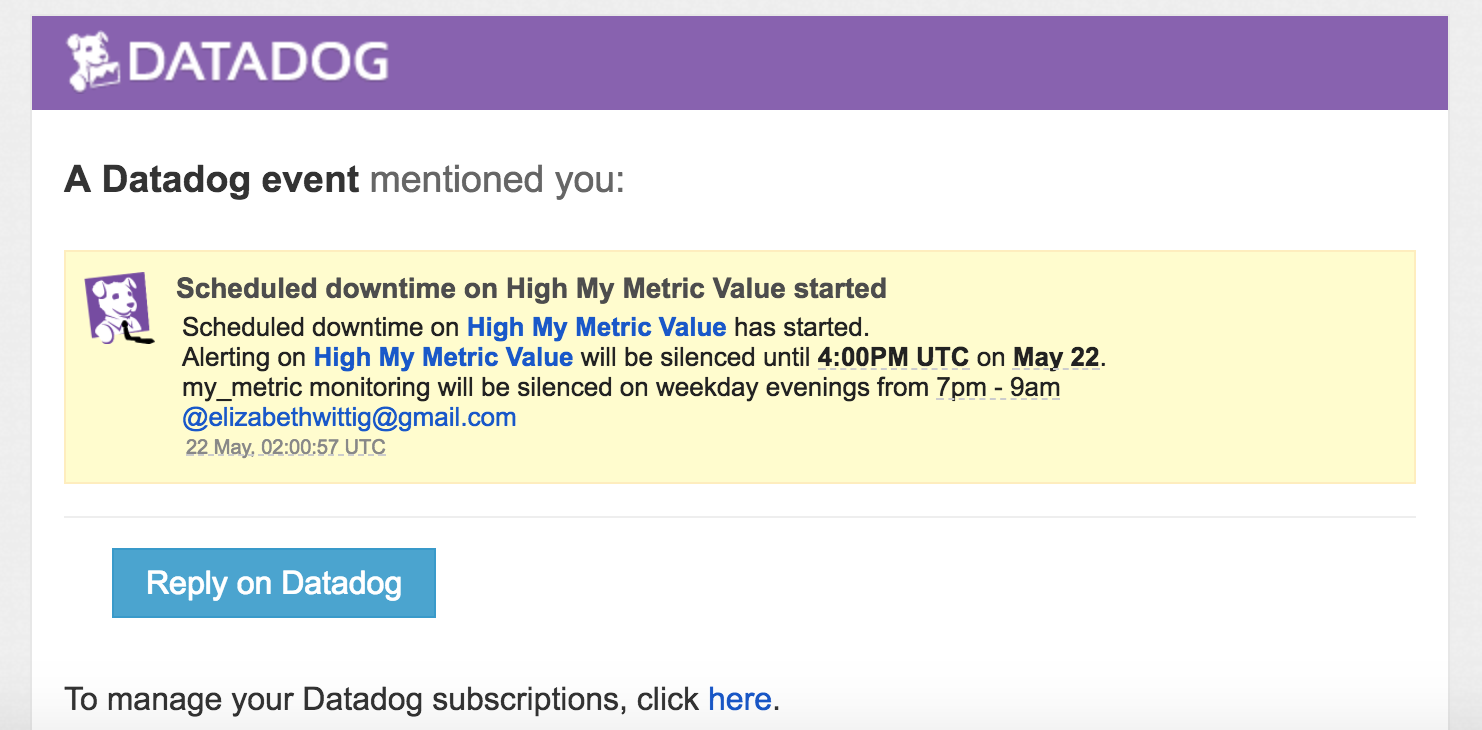 DATADOG
A Datadog event mentioned you:
Scheduled downtime on High My Metric Value started
Scheduled downtime on High My Metric Value has started.
Alerting on High My Metric Value will be silenced until 4:00PM UTC on May 22.
my_metric monitoring will be silenced on weekday evenings from 7pm - 9am
@elizabethwittig@gmail.com
22 May, 02:00:57 UTC
Reply on Datadog
To manage your Datadog subscriptions, click here.